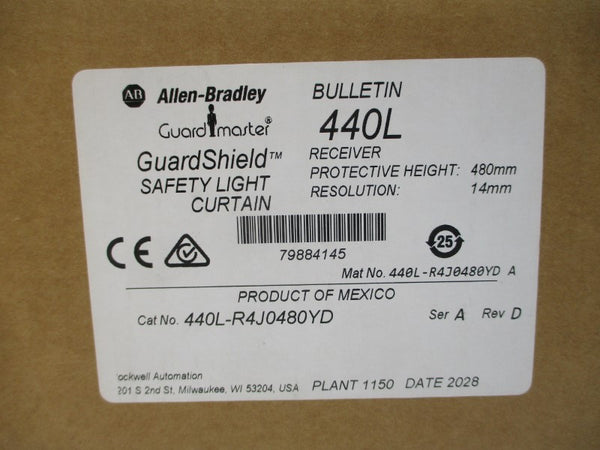 AB Allen-Bradley
Guardmaster®
GuardShield™
SAFETY LIGHT
CURTAIN
BULLETIN
440L
RECEIVER
PROTECTIVE HEIGHT: 480mm
RESOLUTION: 14mm
CE
79884145
25
Mat No. 440L-R4J0480YD A
PRODUCT OF MEXICO
Cat No. 440L-R4J0480YD Ser A Rev D
ockwell Automation
201 S 2nd St, Milwaukee, WI 53204, USA PLANT 1150 DATE 2028